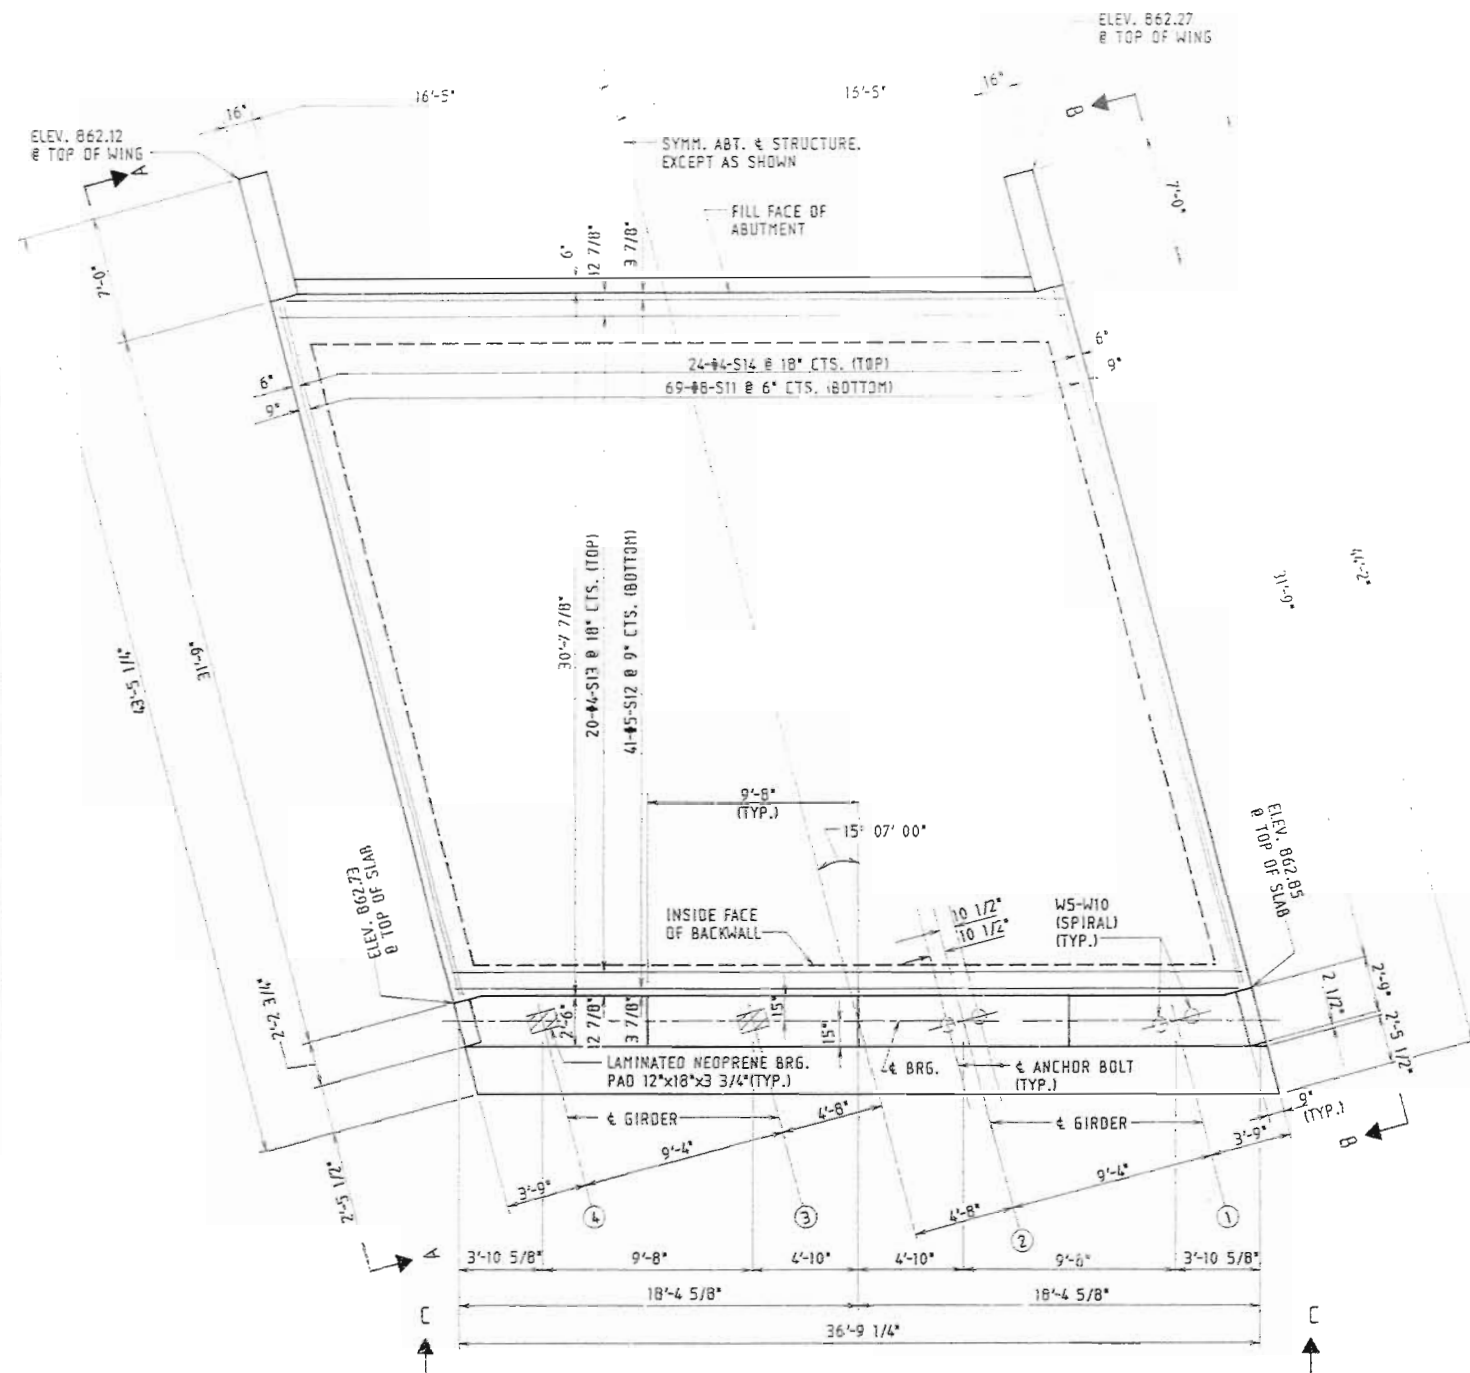 ELEV. 862.27
@ TOP OF WING
16'-5"
15'-5"
16"
16"
B
ELEV. 862.12
@ TOP OF WING
A
SYMM. ABT. ℄ STRUCTURE.
EXCEPT AS SHOWN
7'-0"
FILL FACE OF
ABUTMENT
6"
12 7/8"
3 7/8"
7'-0"
6"
24-#4-S14 @ 18" CTS. (TOP)
9"
6"
69-#8-S11 @ 6" CTS. (BOTTOM)
9"
30'-7 7/8"
20-#4-S13 @ 18" CTS. (TOP)
41-#5-S12 @ 9" CTS. (BOTTOM)
31'-9"
43'-5 1/4"
31'-9"
9'-8"
(TYP.)
15° 07' 00"
ELEV. 862.73
@ TOP OF SLAB
ELEV. 862.85
@ TOP OF SLAB
INSIDE FACE
OF BACKWALL
10 1/2"
10 1/4"
W5-W10
(SPIRAL)
(TYP.)
2'-2 3/4"
2'-6"
12 7/8"
3 7/8"
15"
15"
2 1/2"
2'-9"
2'-5 1/2"
LAMINATED NEOPRENE BRG.
PAD 12"x18"x3 3/4"(TYP.)
℄ BRG.
℄ ANCHOR BOLT
(TYP.)
℄ GIRDER
4'-8"
℄ GIRDER
9"
(TYP.)
B
9'-4"
3'-9"
9'-4"
3'-9"
2'-5 1/2"
4'-8"
4
3
2
1
A
3'-10 5/8"
9'-8"
4'-10"
4'-10"
9'-8"
3'-10 5/8"
18'-4 5/8"
18'-4 5/8"
C
C
36'-9 1/4"